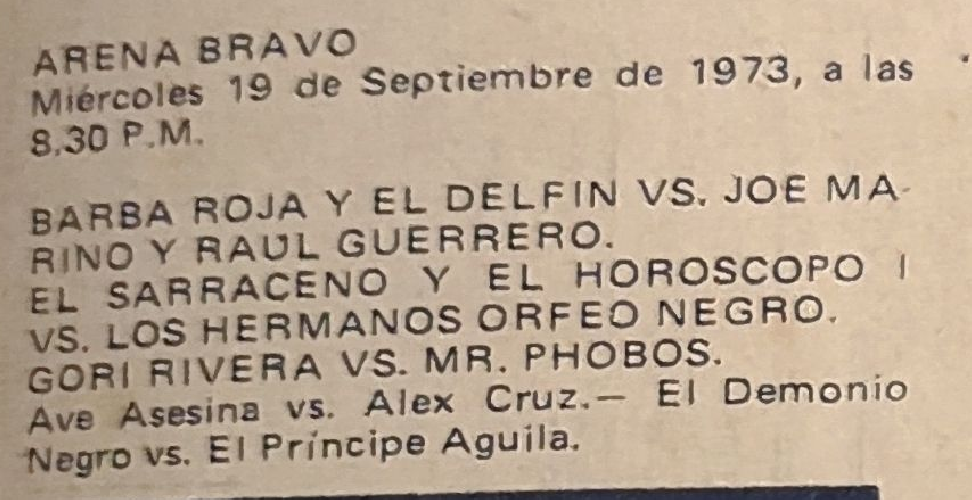 ARENA BRAVO
Miércoles 19 de Septiembre de 1973, a las
8.30 P.M.
BARBA ROJA Y EL DELFIN VS. JOE MA-
RINO Y RAUL GUERRERO.
EL SARRACENO Y EL HOROSCOPO I
VS. LOS HERMANOS ORFEO NEGRO.
GORI RIVERA VS. MR. PHOBOS.
Ave Asesina vs. Alex Cruz.— El Demonio
Negro vs. El Príncipe Aguila.